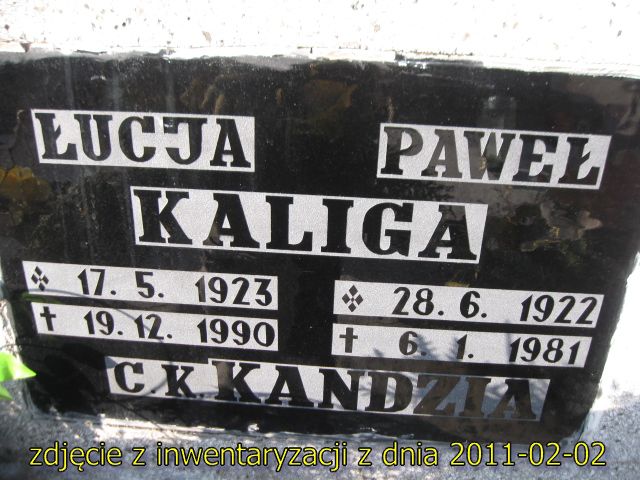 ŁUCJA PAWEŁ
KALIGA
17. 5. 1923 28. 6. 1922
✝ 19. 12. 1990 ✝ 6. 1. 1981
C K. KANDZIA
zdjęcie z inwentaryzacji z dnia 2011-02-02